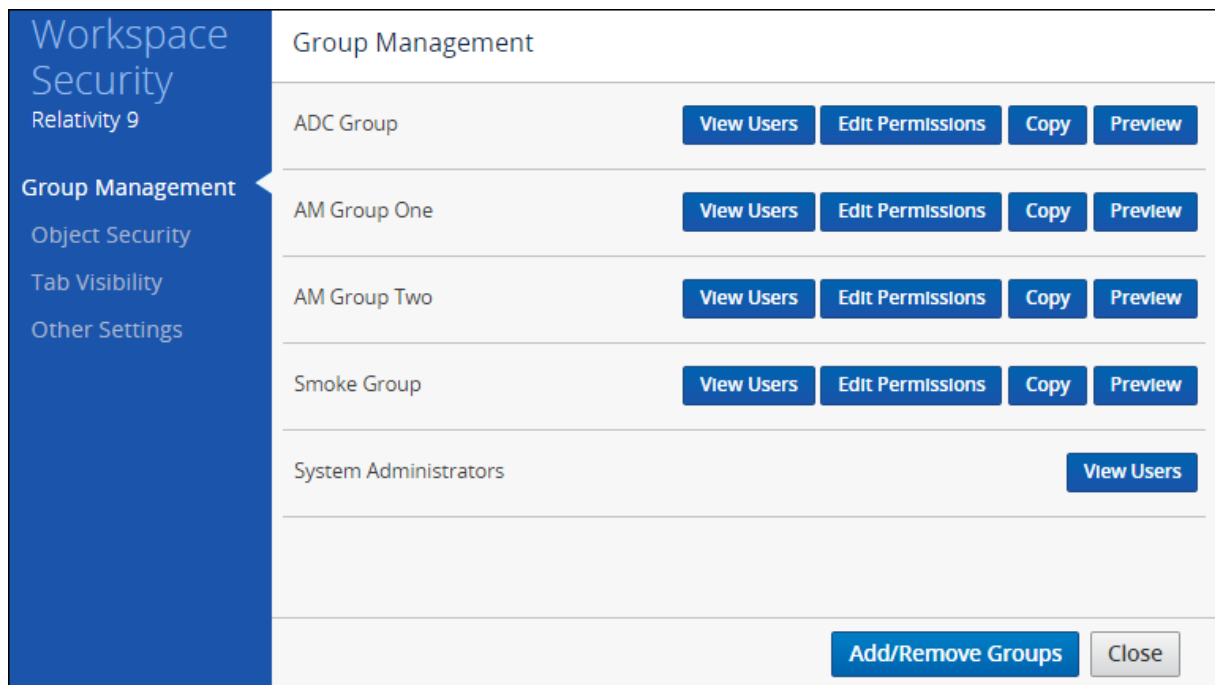 Workspace
Security
Relativity 9
Group Management
Object Security
Tab Visibility
Other Settings
Group Management
ADC Group View Users Edit Permissions Copy Preview
AM Group One View Users Edit Permissions Copy Preview
AM Group Two View Users Edit Permissions Copy Preview
Smoke Group View Users Edit Permissions Copy Preview
System Administrators View Users
Add/Remove Groups Close